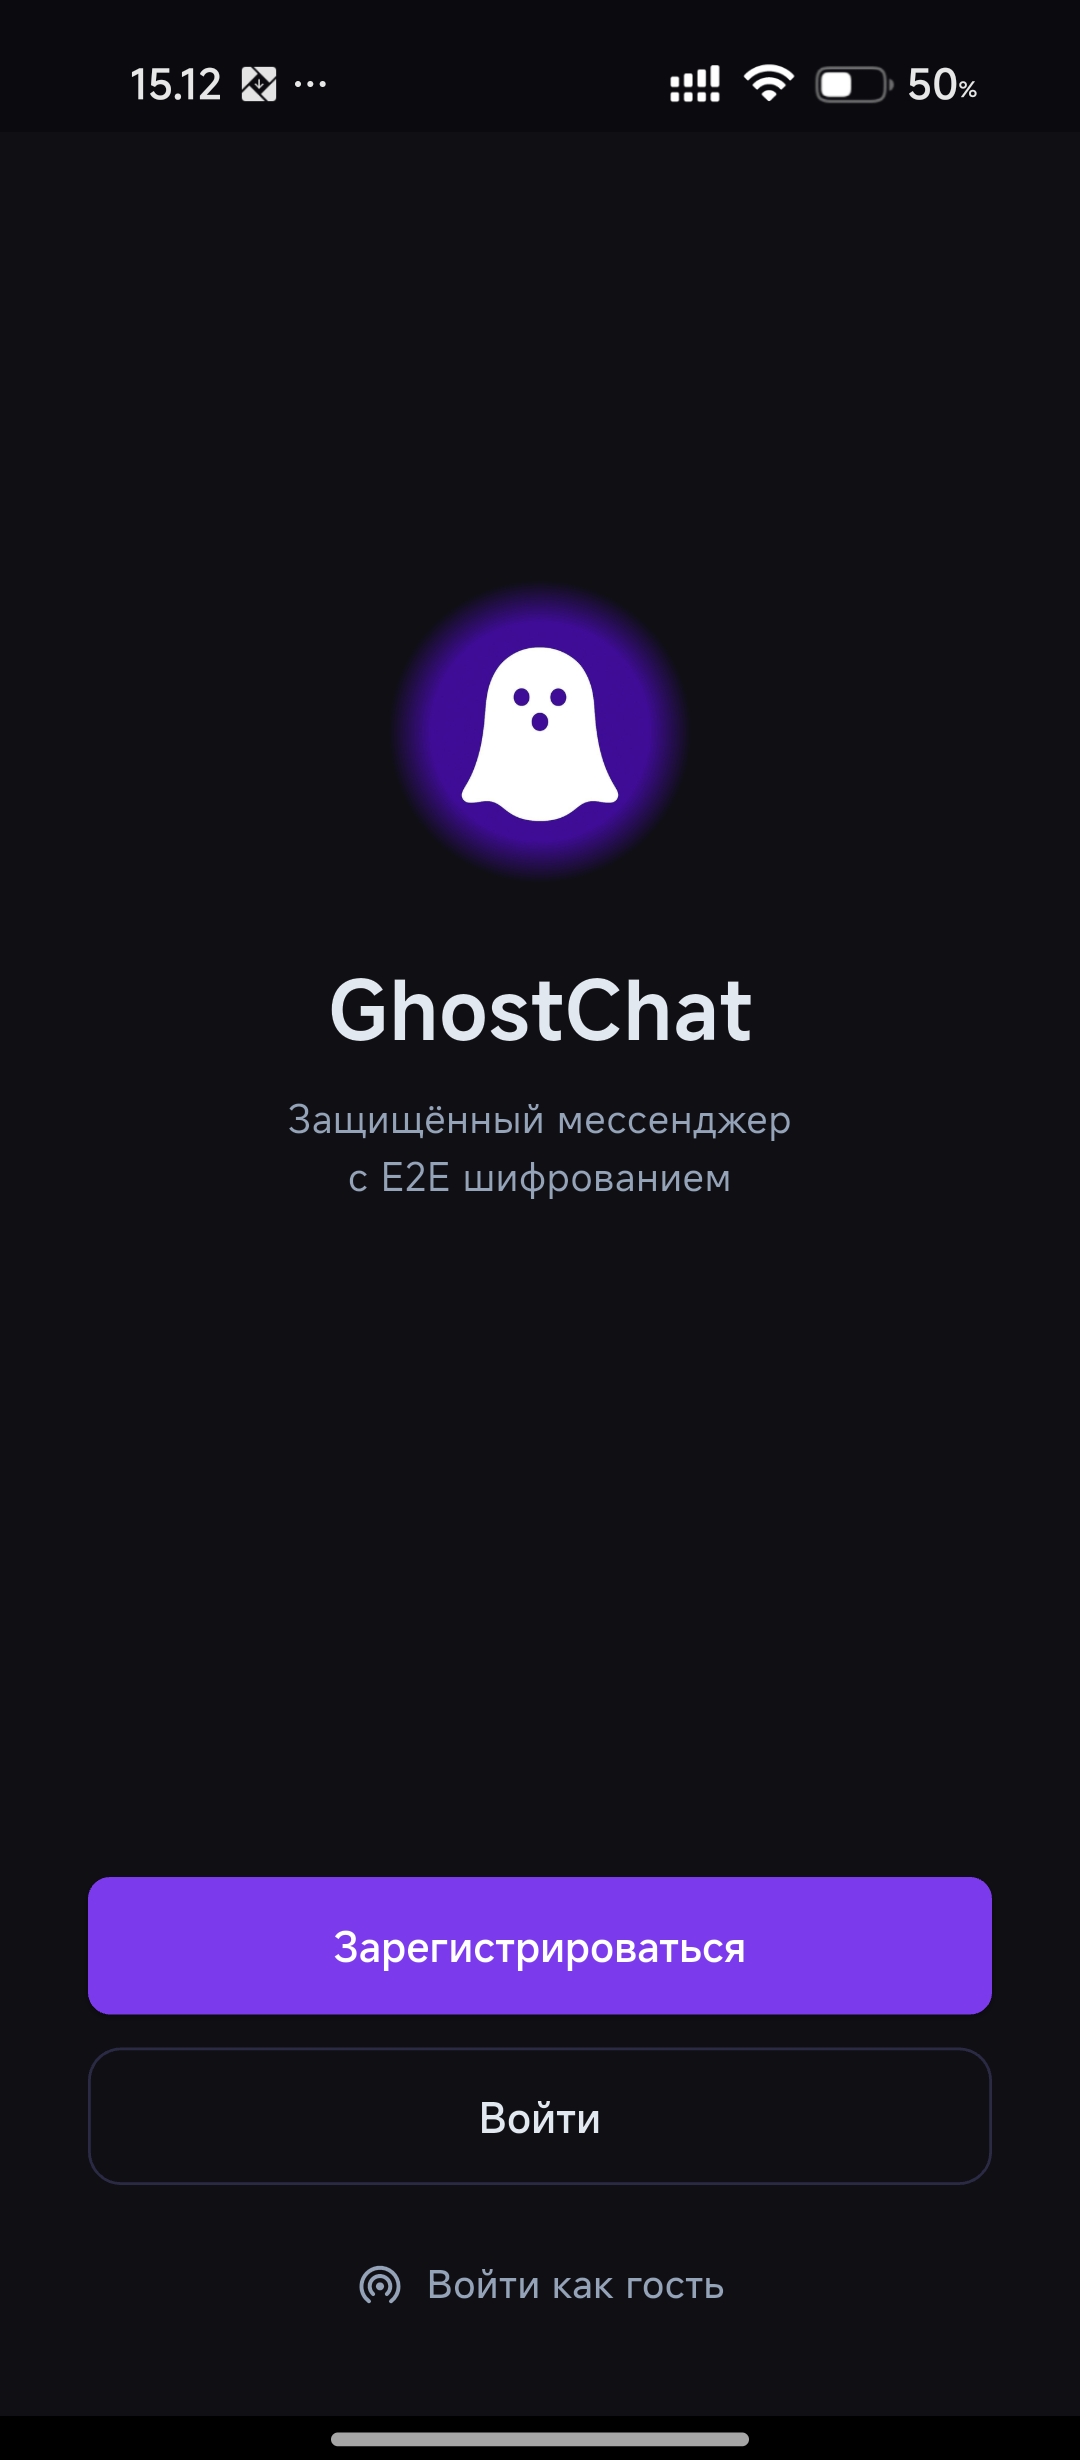 15.12 ... 50%
GhostChat
Защищённый мессенджер
с E2E шифрованием
Зарегистрироваться
Войти
Войти как гость